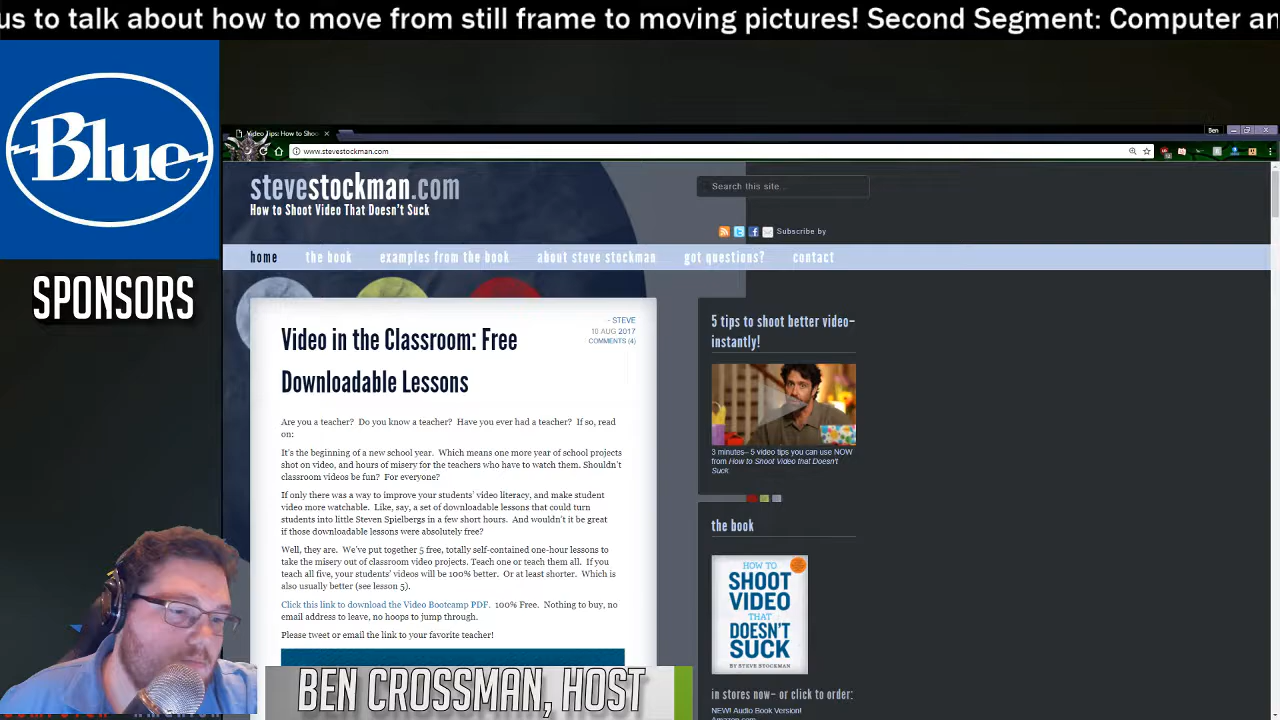 us to talk about how to move from still frame to moving pictures! Second Segment: Computer an
Blue
SPONSORS
Video Tips: How to Shoo
Ben
www.stevestockman.com
stevestockman.com
How to Shoot Video That Doesn't Suck
Search this site...
Subscribe by
home the book examples from the book about steve stockman got questions? contact
Video in the Classroom: Free
Downloadable Lessons
- STEVE
10 AUG 2017
COMMENTS (4)
Are you a teacher? Do you know a teacher? Have you ever had a teacher? If so, read
on:
It's the beginning of a new school year. Which means one more year of school projects
shot on video, and hours of misery for the teachers who have to watch them. Shouldn't
classroom videos be fun? For everyone?
If only there was a way to improve your students' video literacy, and make student
video more watchable. Like, say, a set of downloadable lessons that could turn
students into little Steven Spielbergs in a few short hours. And wouldn't it be great
if those downloadable lessons were absolutely free?
Well, they are. We've put together 5 free, totally self-contained one-hour lessons to
take the misery out of classroom video projects. Teach one or teach them all. If you
teach all five, your students' videos will be 100% better. Or at least shorter. Which is
also usually better (see lesson 5).
Click this link to download the Video Bootcamp PDF. 100% Free. Nothing to buy, no
email address to leave, no hoops to jump through.
Please tweet or email the link to your favorite teacher!
5 tips to shoot better video–
instantly!
3 minutes– 5 video tips you can use NOW
from How to Shoot Video that Doesn't
Suck
the book
HOW TO
SHOOT
VIDEO
THAT
DOESN'T
SUCK
BY STEVE STOCKMAN
in stores now– or click to order:
NEW! Audio Book Version!
Amazon.com
BEN CROSSMAN, HOST